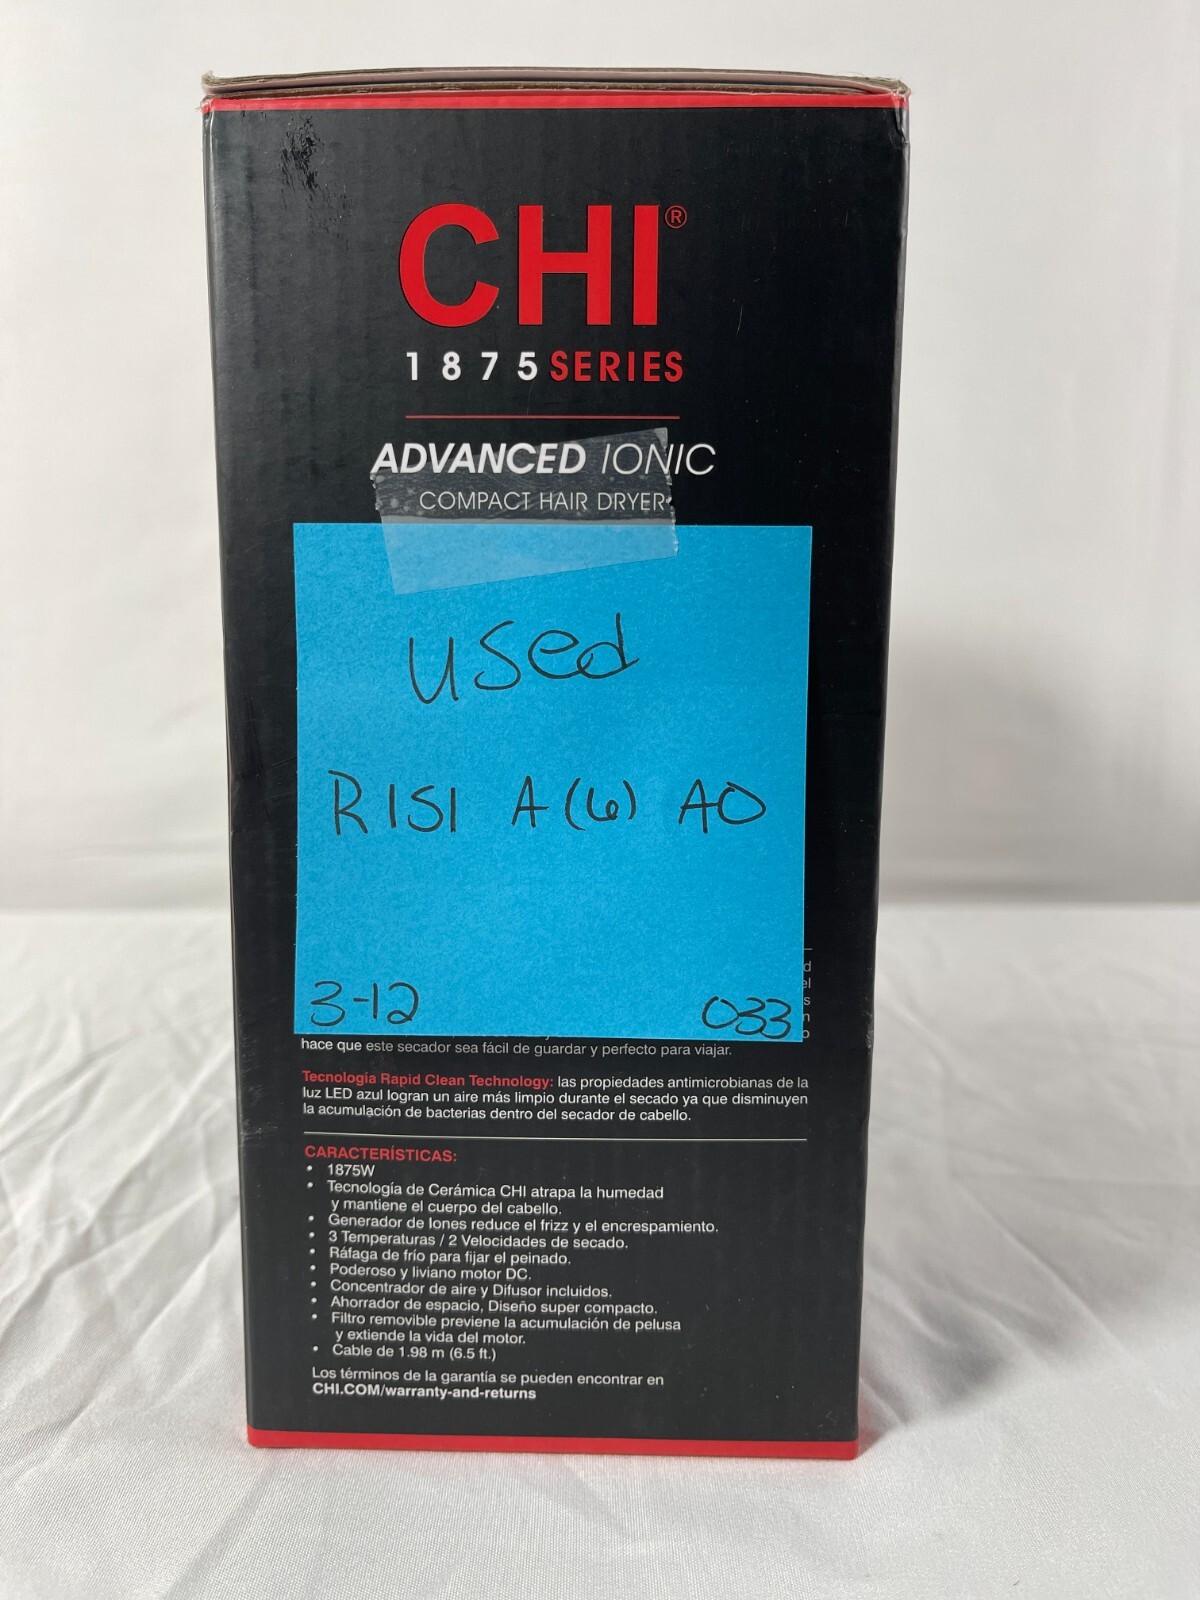 CHI®
1875 SERIES
ADVANCED IONIC
COMPACT HAIR DRYER
used
R151 A(6) AO
3-12 033
d
el
s
n
o
hace que este secador sea fácil de guardar y perfecto para viajar.
Tecnología Rapid Clean Technology: las propiedades antimicrobianas de la
luz LED azul logran un aire más limpio durante el secado ya que disminuyen
la acumulación de bacterias dentro del secador de cabello.
CARACTERÍSTICAS:
• 1875W
• Tecnología de Cerámica CHI atrapa la humedad
y mantiene el cuerpo del cabello.
• Generador de Iones reduce el frizz y el encrespamiento.
• 3 Temperaturas / 2 Velocidades de secado.
• Ráfaga de frío para fijar el peinado.
• Poderoso y liviano motor DC.
• Concentrador de aire y Difusor incluidos.
• Ahorrador de espacio, Diseño super compacto.
• Filtro removible previene la acumulación de pelusa
y extiende la vida del motor.
• Cable de 1.98 m (6.5 ft.)
Los términos de la garantía se pueden encontrar en
CHI.COM/warranty-and-returns